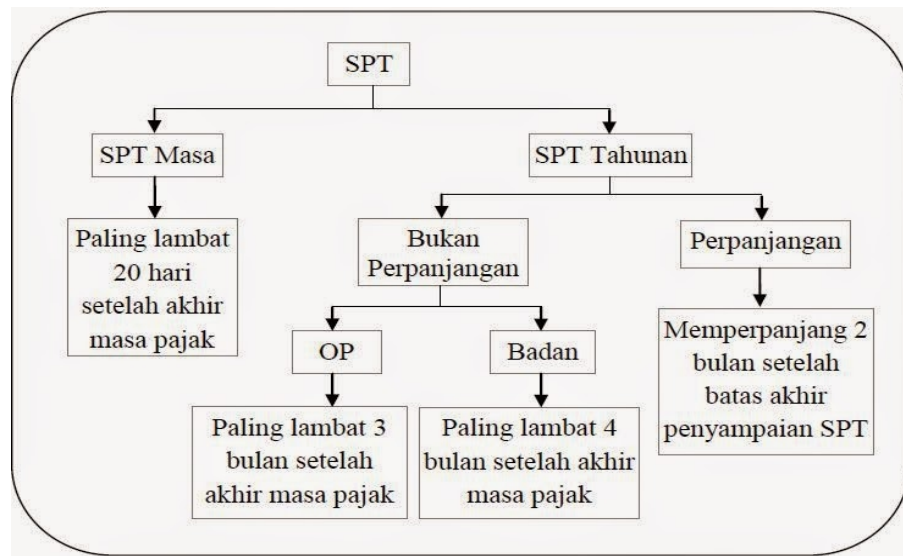 SPT
SPT Masa
SPT Tahunan
Paling lambat
20 hari
setelah akhir
masa pajak
Bukan
Perpanjangan
Perpanjangan
OP
Badan
Memperpanjang 2
bulan setelah
batas akhir
penyampaian SPT
Paling lambat 3
bulan setelah
akhir masa pajak
Paling lambat 4
bulan setelah akhir
masa pajak